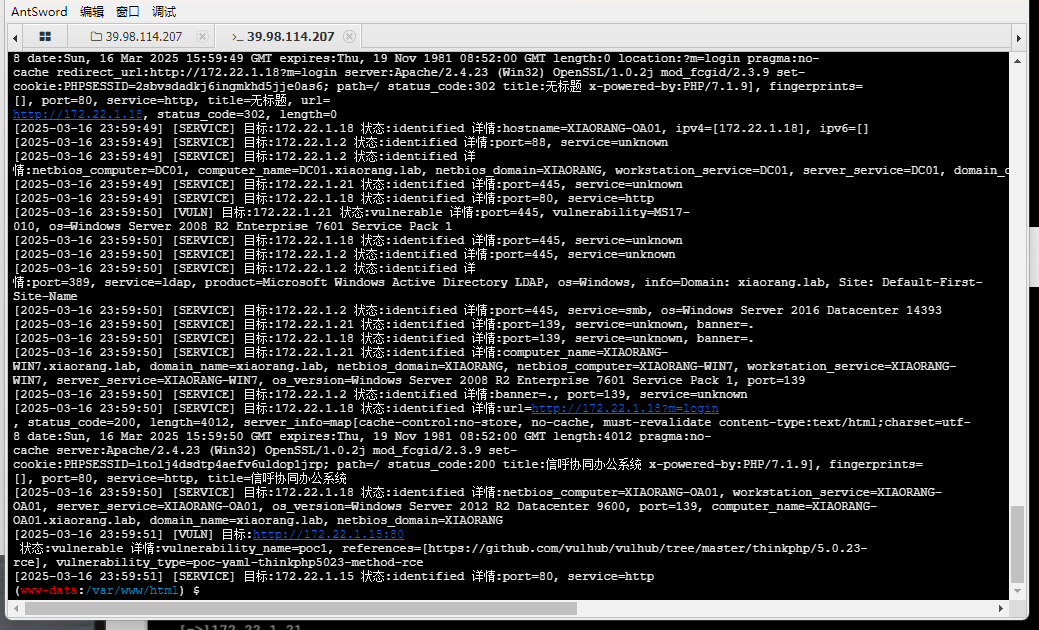 AntSword 编辑 窗口 调试
39.98.114.207 >_ 39.98.114.207
8 date:Sun, 16 Mar 2025 15:59:49 GMT expires:Thu, 19 Nov 1981 08:52:00 GMT length:0 location:?m=login pragma:no-
cache redirect_url:http://172.22.1.18?m=login server:Apache/2.4.23 (Win32) OpenSSL/1.0.2j mod_fcgid/2.3.9 set-
cookie:PHPSESSID=2sbvsdadkj6ingmkhd5jje0as6; path=/ status_code:302 title:无标题 x-powered-by:PHP/7.1.9], fingerprints=
[], port=80, service=http, title=无标题, url=
http://172.22.1.18, status_code=302, length=0
[2025-03-16 23:59:49] [SERVICE] 目标:172.22.1.18 状态:identified 详情:hostname=XIAORANG-OA01, ipv4=[172.22.1.18], ipv6=[]
[2025-03-16 23:59:49] [SERVICE] 目标:172.22.1.2 状态:identified 详情:port=88, service=unknown
[2025-03-16 23:59:49] [SERVICE] 目标:172.22.1.2 状态:identified 详
情:netbios_computer=DC01, computer_name=DC01.xiaorang.lab, netbios_domain=XIAORANG, workstation_service=DC01, server_service=DC01, domain_c
[2025-03-16 23:59:49] [SERVICE] 目标:172.22.1.21 状态:identified 详情:port=445, service=unknown
[2025-03-16 23:59:49] [SERVICE] 目标:172.22.1.18 状态:identified 详情:port=80, service=http
[2025-03-16 23:59:50] [VULN] 目标:172.22.1.21 状态:vulnerable 详情:port=445, vulnerability=MS17-
010, os=Windows Server 2008 R2 Enterprise 7601 Service Pack 1
[2025-03-16 23:59:50] [SERVICE] 目标:172.22.1.18 状态:identified 详情:port=445, service=unknown
[2025-03-16 23:59:50] [SERVICE] 目标:172.22.1.2 状态:identified 详情:port=445, service=unknown
[2025-03-16 23:59:50] [SERVICE] 目标:172.22.1.2 状态:identified 详
情:port=389, service=ldap, product=Microsoft Windows Active Directory LDAP, os=Windows, info=Domain: xiaorang.lab, Site: Default-First-
Site-Name
[2025-03-16 23:59:50] [SERVICE] 目标:172.22.1.2 状态:identified 详情:port=445, service=smb, os=Windows Server 2016 Datacenter 14393
[2025-03-16 23:59:50] [SERVICE] 目标:172.22.1.21 状态:identified 详情:port=139, service=unknown, banner=.
[2025-03-16 23:59:50] [SERVICE] 目标:172.22.1.18 状态:identified 详情:port=139, service=unknown, banner=.
[2025-03-16 23:59:50] [SERVICE] 目标:172.22.1.21 状态:identified 详情:computer_name=XIAORANG-
WIN7.xiaorang.lab, domain_name=xiaorang.lab, netbios_domain=XIAORANG, netbios_computer=XIAORANG-WIN7, workstation_service=XIAORANG-
WIN7, server_service=XIAORANG-WIN7, os_version=Windows Server 2008 R2 Enterprise 7601 Service Pack 1, port=139
[2025-03-16 23:59:50] [SERVICE] 目标:172.22.1.2 状态:identified 详情:banner=., port=139, service=unknown
[2025-03-16 23:59:50] [SERVICE] 目标:172.22.1.18 状态:identified 详情:url=http://172.22.1.18?m=login
, status_code=200, length=4012, server_info=map[cache-control:no-store, no-cache, must-revalidate content-type:text/html;charset=utf-
8 date:Sun, 16 Mar 2025 15:59:50 GMT expires:Thu, 19 Nov 1981 08:52:00 GMT length:4012 pragma:no-
cache server:Apache/2.4.23 (Win32) OpenSSL/1.0.2j mod_fcgid/2.3.9 set-
cookie:PHPSESSID=ltolj4dsdtp4aefv6uldop1jrp; path=/ status_code:200 title:信呼协同办公系统 x-powered-by:PHP/7.1.9], fingerprints=
[], port=80, service=http, title=信呼协同办公系统
[2025-03-16 23:59:50] [SERVICE] 目标:172.22.1.18 状态:identified 详情:netbios_computer=XIAORANG-OA01, workstation_service=XIAORANG-
OA01, server_service=XIAORANG-OA01, os_version=Windows Server 2012 R2 Datacenter 9600, port=139, computer_name=XIAORANG-
OA01.xiaorang.lab, domain_name=xiaorang.lab, netbios_domain=XIAORANG
[2025-03-16 23:59:51] [VULN] 目标:http://172.22.1.15:80
状态:vulnerable 详情:vulnerability_name=poc1, references=[https://github.com/vulhub/vulhub/tree/master/thinkphp/5.0.23-
rce], vulnerability_type=poc-yaml-thinkphp5023-method-rce
[2025-03-16 23:59:51] [SERVICE] 目标:172.22.1.15 状态:identified 详情:port=80, service=http
(www-data:/var/www/html) $